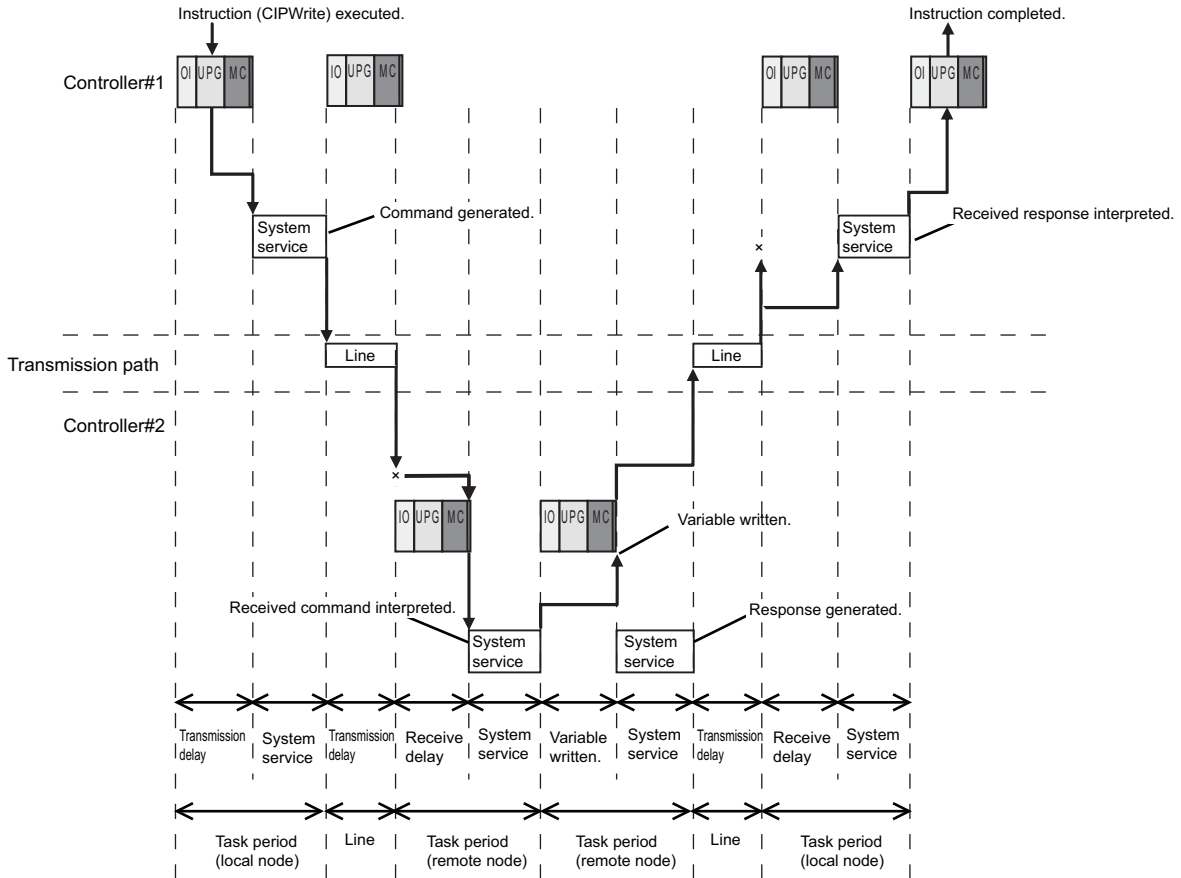 Instruction (CIPWrite) executed.
Instruction completed.
Controller#1
OI UPG MC
IO UPG MC
OI UPG MC
OI UPG MC
Command generated.
System
service
System
service
Received response interpreted.
×
Transmission path
Line
Line
Controller#2
×
IO UPG MC
IO UPG MC
Variable written.
Received command interpreted.
Response generated.
System
service
System
service
Transmission
delay
System
service
Transmission
delay
Receive
delay
System
service
Variable
written.
System
service
Transmission
delay
Receive
delay
System
service
Task period
(local node)
Line
Task period
(remote node)
Task period
(remote node)
Line
Task period
(local node)